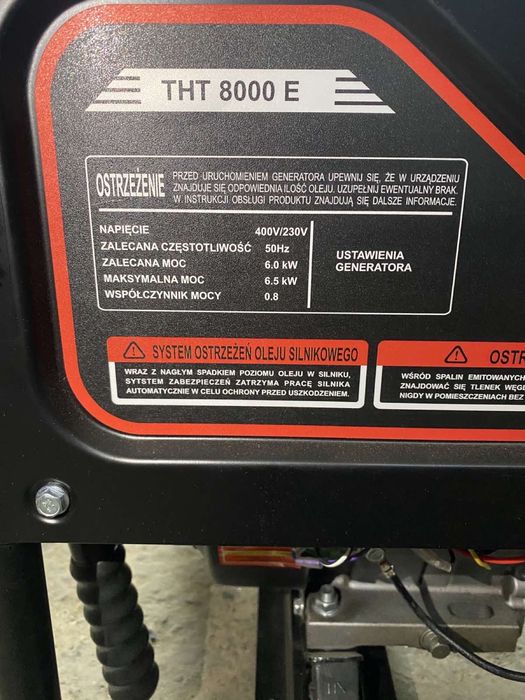 THT 8000 E
OSTRZEŻENIE
PRZED URUCHOMIENIEM GENERATORA UPEWNIJ SIĘ, ŻE W URZĄDZENIU
ZNAJDUJE SIĘ ODPOWIEDNIA ILOŚĆ OLEJU. UZUPEŁNIJ EWENTUALNY BRAK.
W INSTRUKCJI OBSŁUGI PRODUKTU ZNAJDUJĄ SIĘ DALSZE INFORMACJE.
NAPIĘCIE 400V/230V
ZALECANA CZĘSTOTLIWOŚĆ 50Hz
ZALECANA MOC 6.0 kW
MAKSYMALNA MOC 6.5 kW
WSPÓŁCZYNNIK MOCY 0.8
USTAWIENIA
GENERATORA
SYSTEM OSTRZEŻEŃ OLEJU SILNIKOWEGO
WRAZ Z NAGŁYM SPADKIEM POZIOMU OLEJU W SILNIKU,
SYTSTEM ZABEZPIECZEŃ ZATRZYMA PRACĘ SILNIKA
AUTOMATYCZNIE W CELU OCHRONY PRZED USZKODZENIEM.
OSTR
WŚRÓD SPALIN EMITOWANYCH
ZNAJDOWAĆ SIĘ TLENEK WĘG
NIGDY W POMIESZCZENIACH BEZ